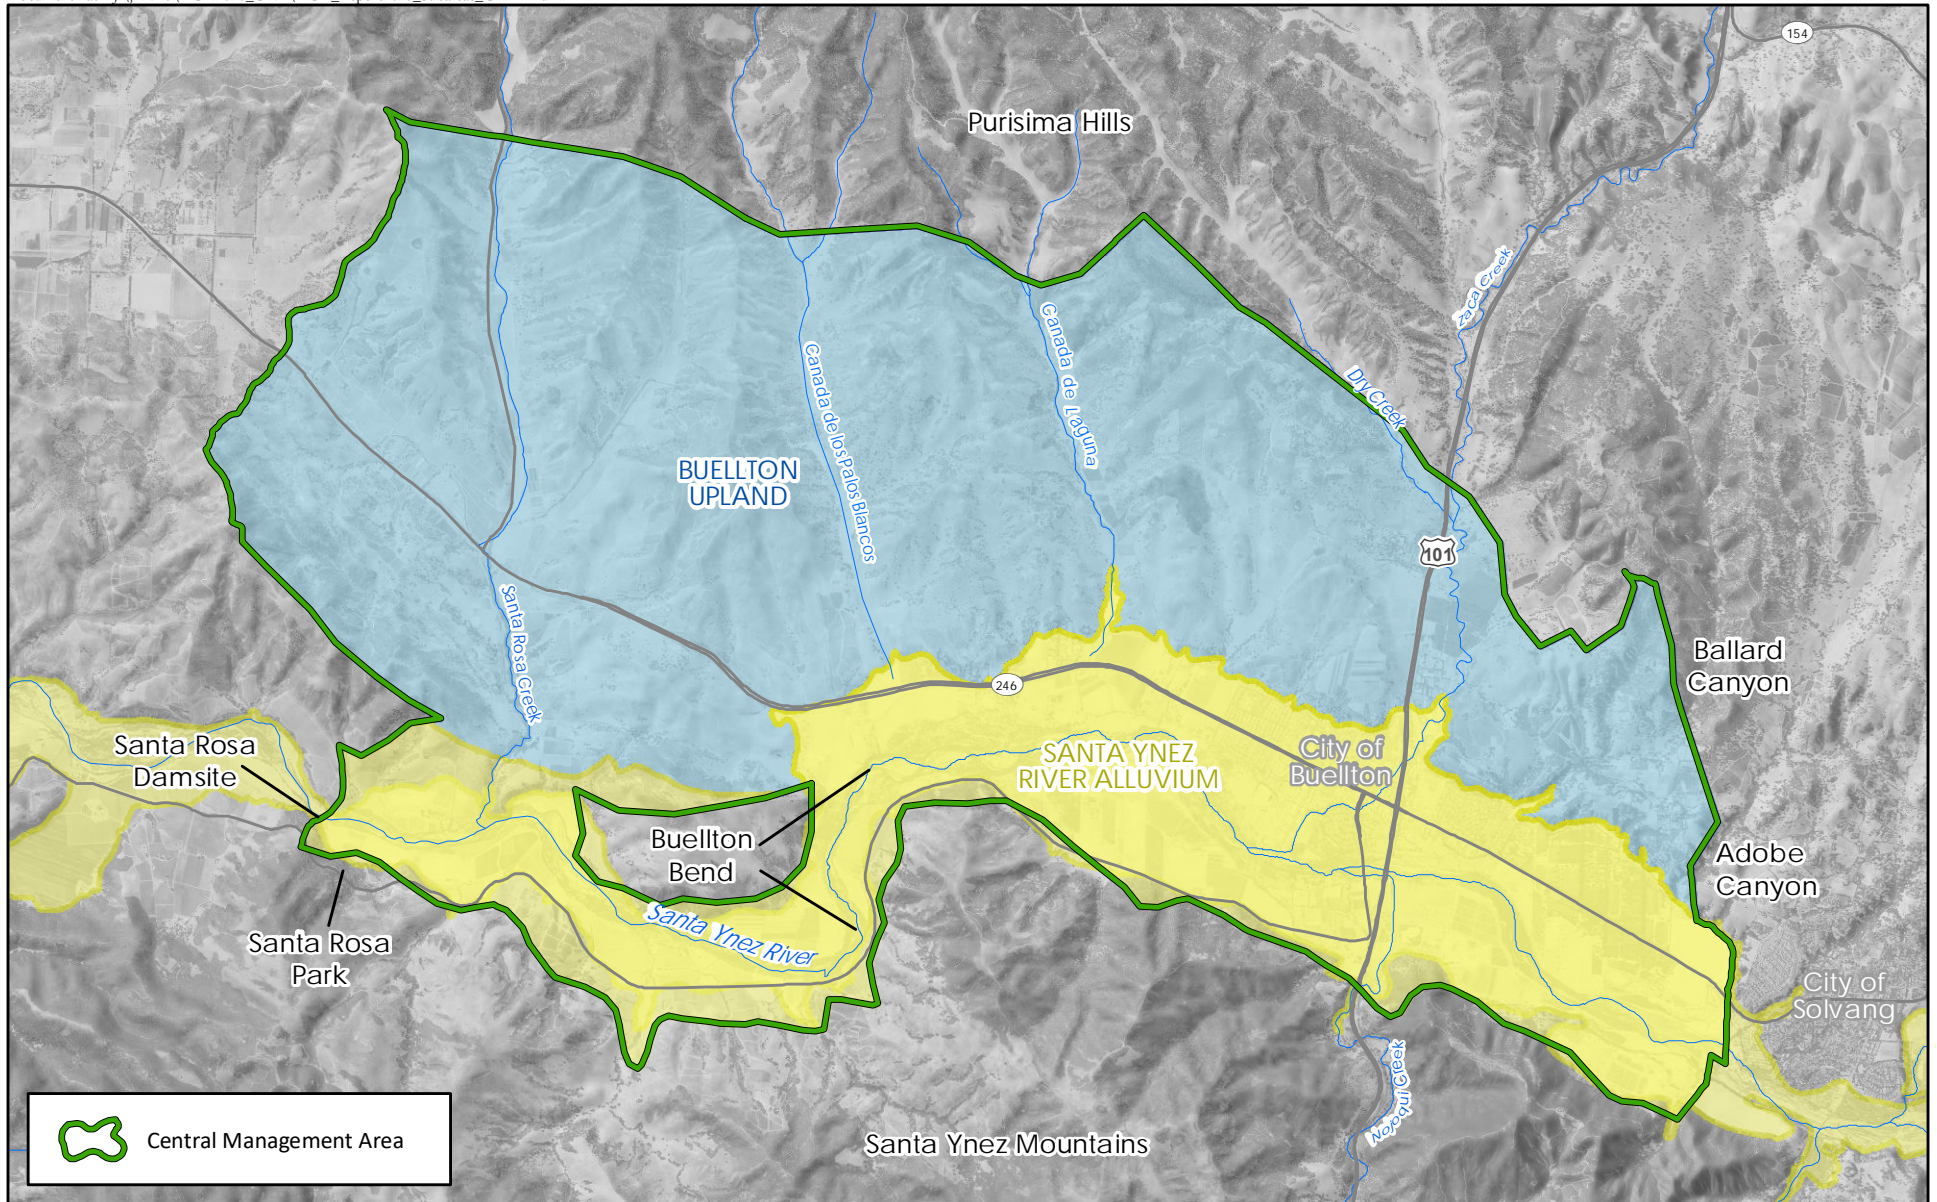 154
Purisima Hills
Zaca Creek
Canada de Laguna
Canada de los Palos Blancos
Dry Creek
BUELLTON
UPLAND
101
Santa Rosa Creek
Ballard
Canyon
246
Santa Rosa
Damsite
SANTA YNEZ
RIVER ALLUVIUM
City of
Buellton
Buellton
Bend
Adobe
Canyon
Santa Ynez River
Santa Rosa
Park
City of
Solvang
Nojoqui Creek
Central Management Area
Santa Ynez Mountains